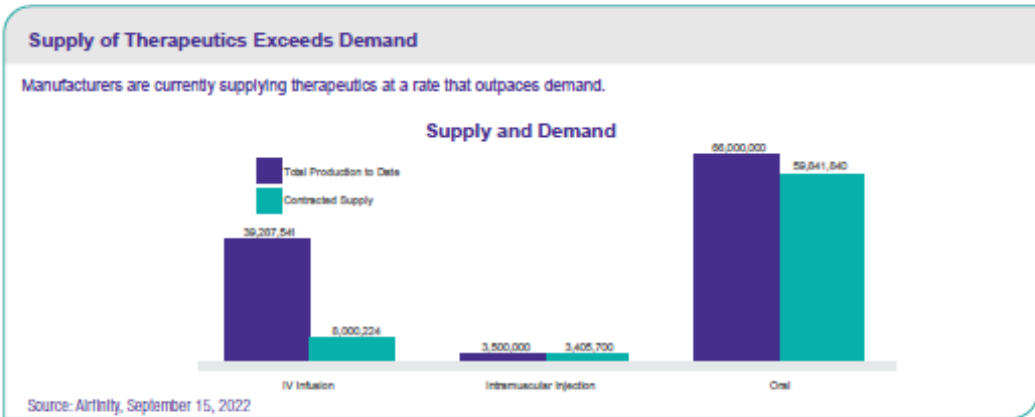 Supply of Therapeutics Exceeds Demand
Manufacturers are currently supplying therapeutics at a rate that outpaces demand.
Supply and Demand
Total Production to Date
Contracted Supply
39,287,541
8,000,224
3,500,000
3,405,700
66,000,000
59,841,840
IV Infusion
Intramuscular Injection
Oral
Source: Airfinity, September 15, 2022